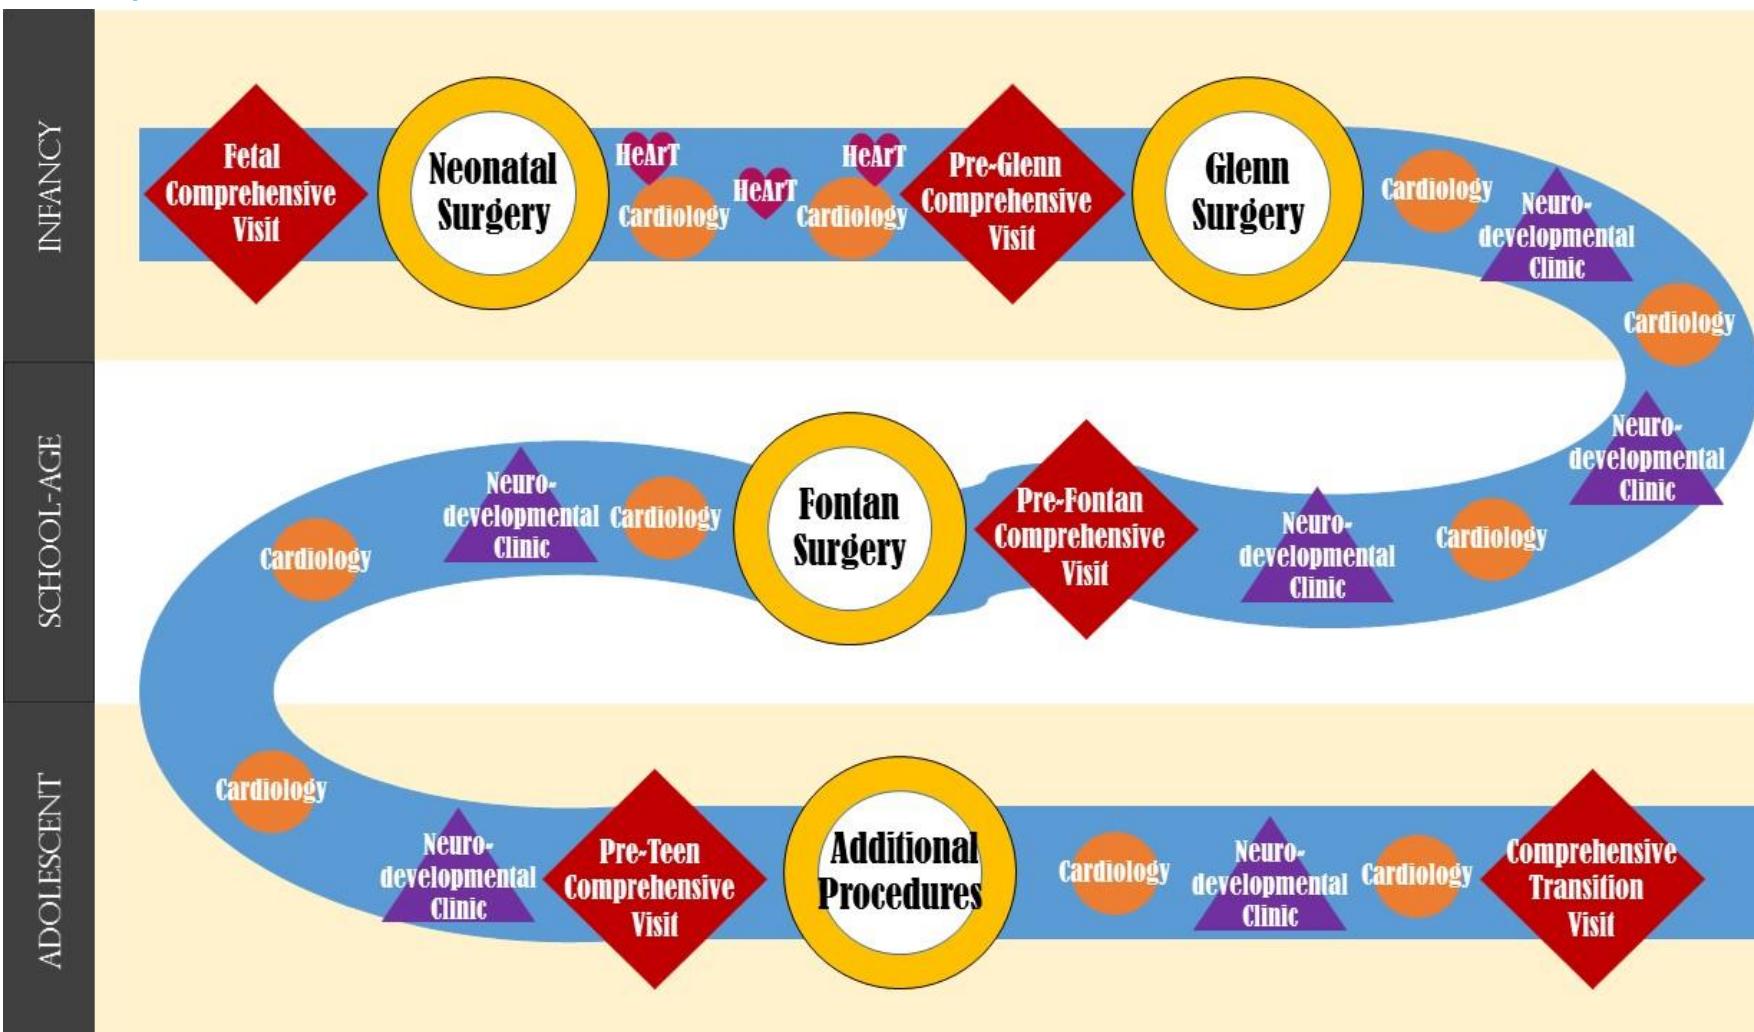 INFANCY
Fetal
Comprehensive
Visit
Neonatal
Surgery
HeArT
Cardiology
HeArT
HeArT
Cardiology
Pre-Glenn
Comprehensive
Visit
Glenn
Surgery
Cardiology
Neuro-
developmental
Clinic
Cardiology
SCHOOL-AGE
Neuro-
developmental
Clinic
Cardiology
Neuro-
developmental
Clinic
Pre-Fontan
Comprehensive
Visit
Fontan
Surgery
Cardiology
Neuro-
developmental
Clinic
Cardiology
ADOLESCENT
Cardiology
Neuro-
developmental
Clinic
Pre-Teen
Comprehensive
Visit
Additional
Procedures
Cardiology
Neuro-
developmental
Clinic
Cardiology
Comprehensive
Transition
Visit